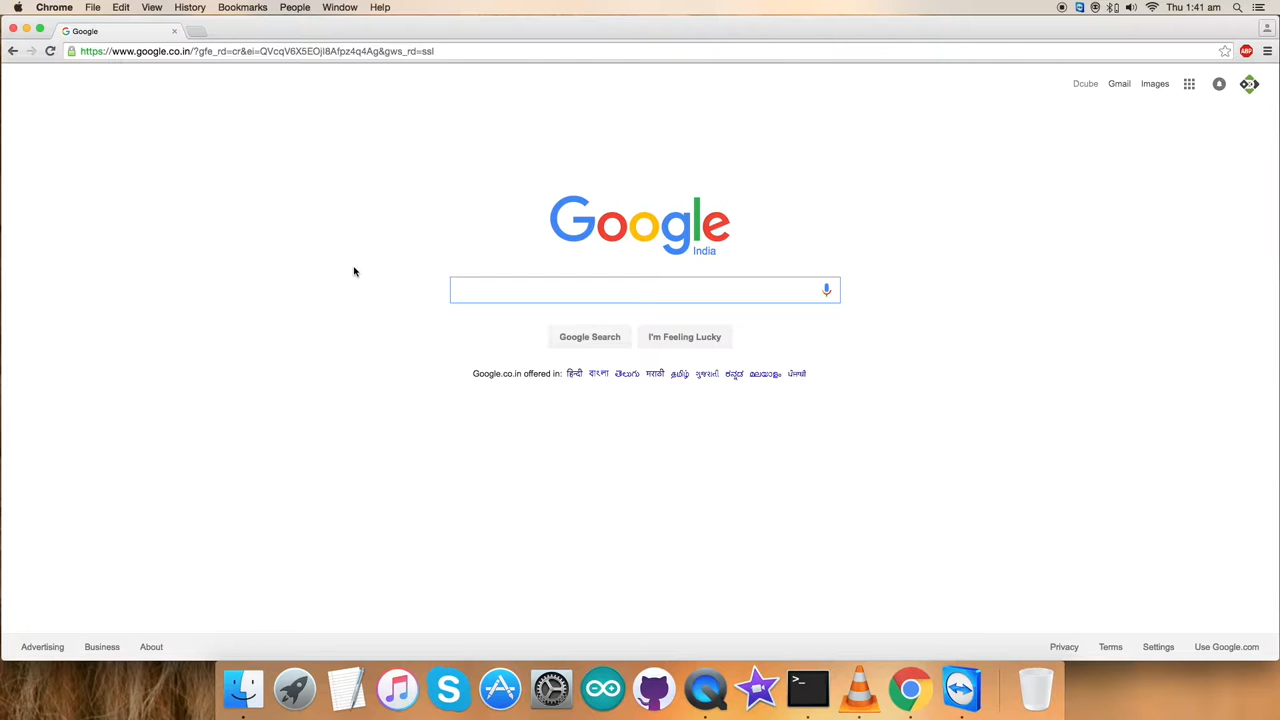 Chrome File Edit View History Bookmarks People Window Help Thu 1:41 am
Google
https://www.google.co.in/?gfe_rd=cr&ei=QVcqV6X5EOjI8Afpz4q4Ag&gws_rd=ssl
ABP
Dcube Gmail Images
Google
India
Google Search I'm Feeling Lucky
Google.co.in offered in: हिन्दी বাংলা తెలుగు मराठी தமிழ் ગુજરાતી ಕನ್ನಡ മലയാളം ਪੰਜਾਬੀ
Advertising Business About Privacy Terms Settings Use Google.com